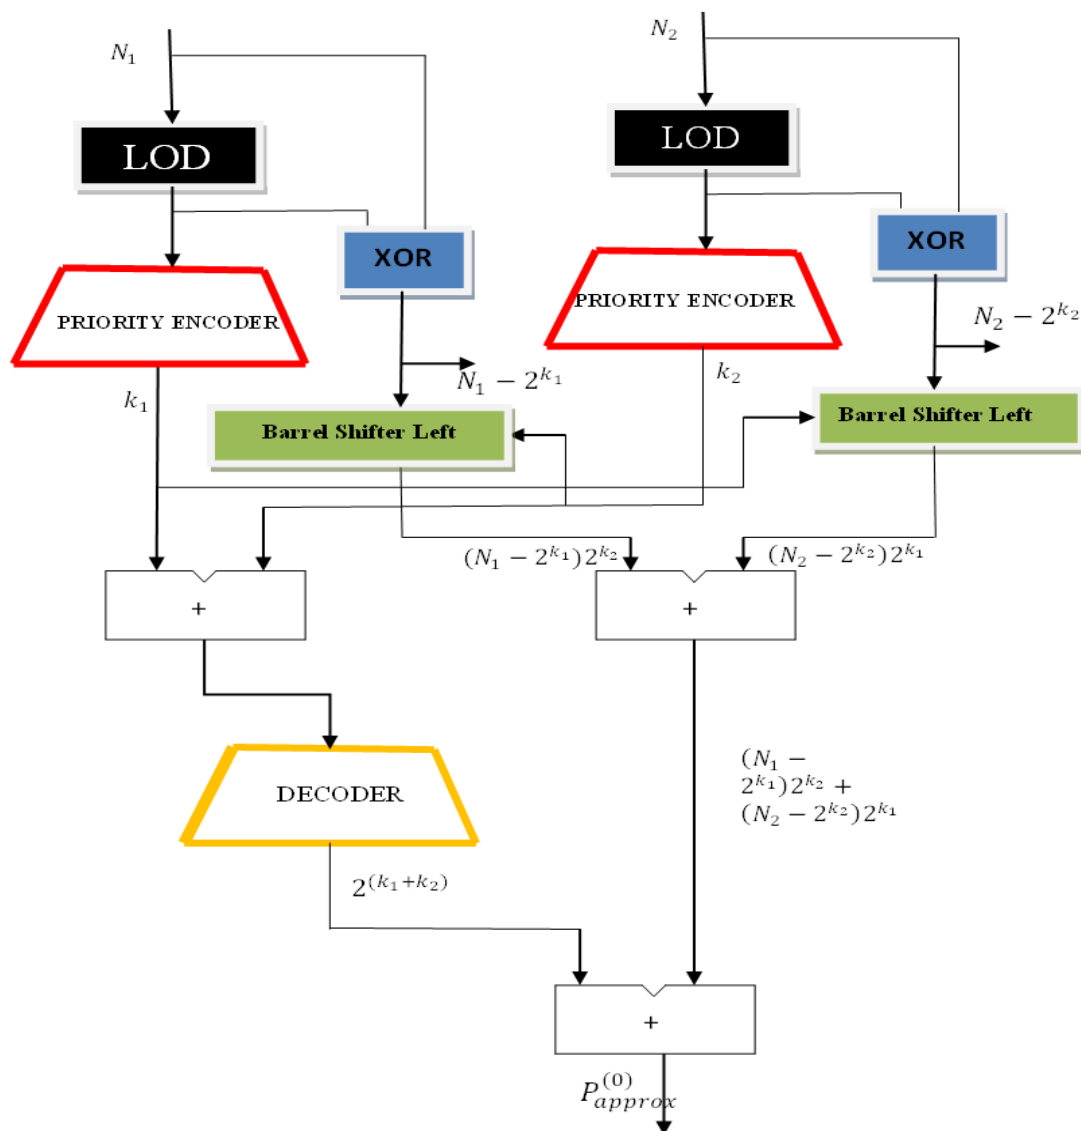 N₁
N₂
LOD
LOD
XOR
XOR
PRIORITY ENCODER
PRIORITY ENCODER
N₁ − 2^{k₁}
N₂ − 2^{k₂}
k₁
k₂
Barrel Shifter Left
Barrel Shifter Left
(N₁ − 2^{k₁})2^{k₂}
(N₂ − 2^{k₂})2^{k₁}
+
+
DECODER
(N₁ −
2^{k₁})2^{k₂} +
(N₂ − 2^{k₂})2^{k₁}
2^{(k₁+k₂)}
+
P_{approx}^{(0)}